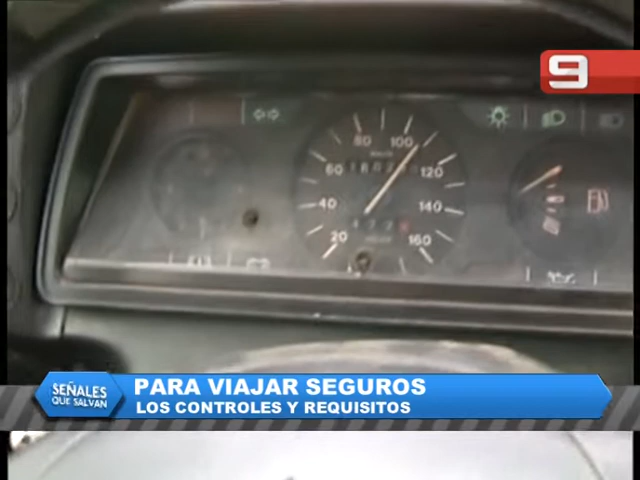 9
80 100
60 120
40 140
20 160
SEÑALES
QUE SALVAN
PARA VIAJAR SEGUROS
LOS CONTROLES Y REQUISITOS